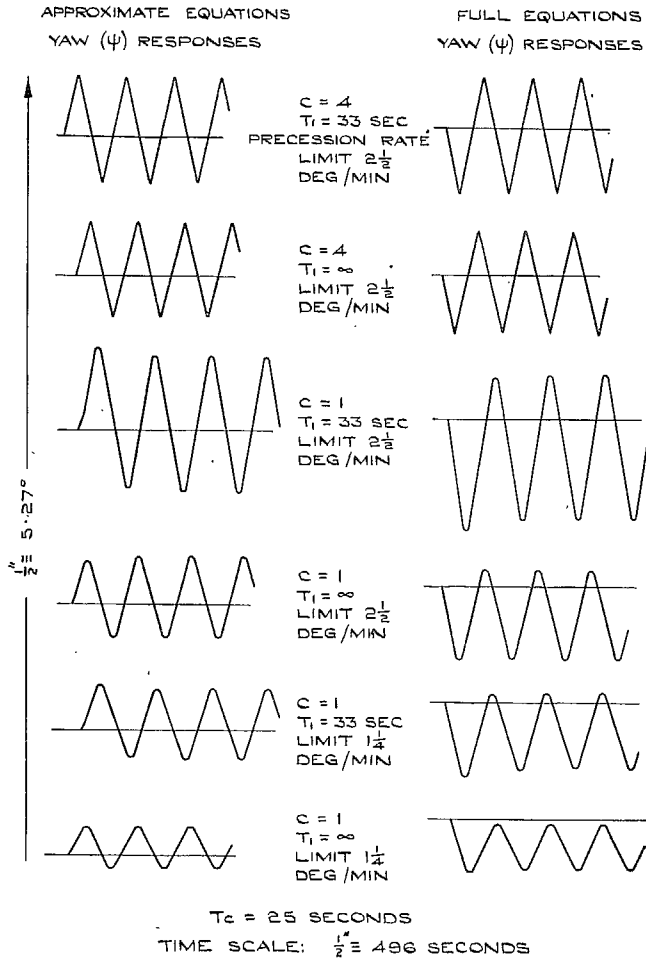 APPROXIMATE EQUATIONS
YAW (ψ) RESPONSES
FULL EQUATIONS
YAW (ψ) RESPONSES
C = 4
T₁ = 33 SEC
PRECESSION RATE
LIMIT 2½
DEG/MIN
C = 4
T₁ = ∞
LIMIT 2½
DEG/MIN
C = 1
T₁ = 33 SEC
LIMIT 2½
DEG/MIN
½" ≡ 5·27°
C = 1
T₁ = ∞
LIMIT 2½
DEG/MIN
C = 1
T₁ = 33 SEC
LIMIT 1¼
DEG/MIN
C = 1
T₁ = ∞
LIMIT 1¼
DEG/MIN
Tc = 25 SECONDS
TIME SCALE: ½" ≡ 496 SECONDS